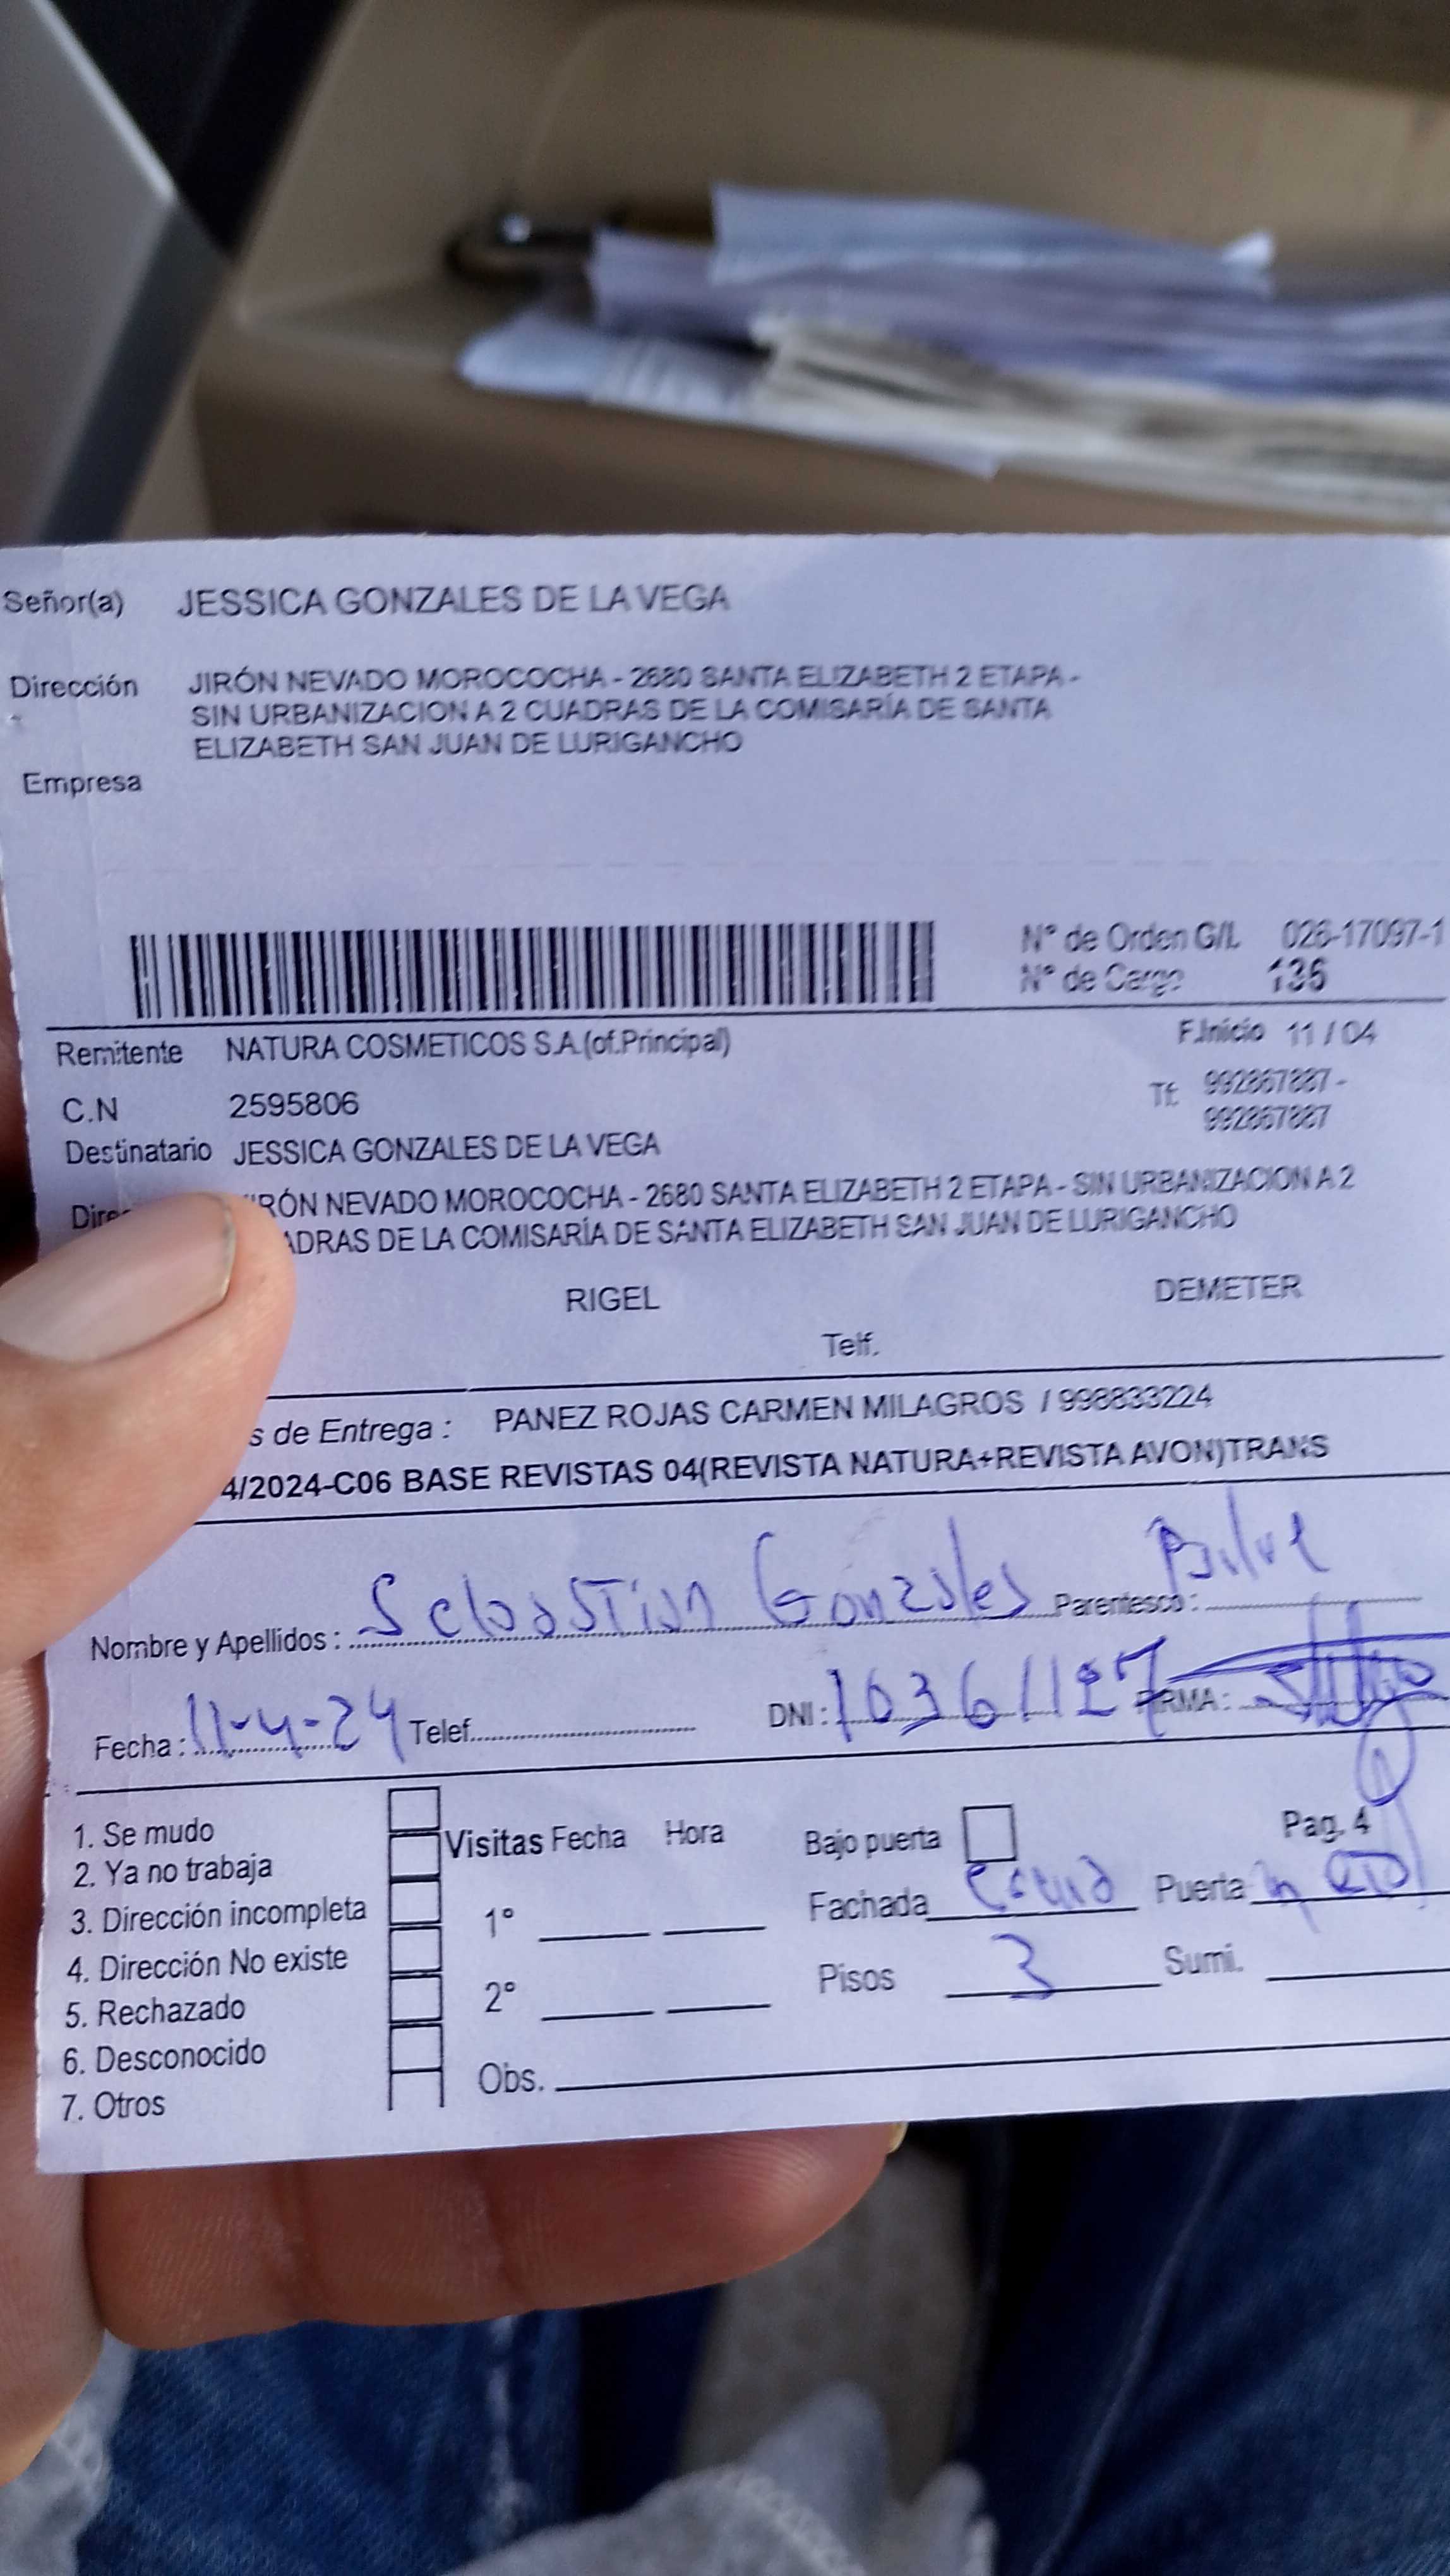 Señor(a) JESSICA GONZALES DE LA VEGA
Dirección JIRÓN NEVADO MOROCOCHA - 2680 SANTA ELIZABETH 2 ETAPA -
SIN URBANIZACION A 2 CUADRAS DE LA COMISARÍA DE SANTA
ELIZABETH SAN JUAN DE LURIGANCHO
Empresa
N° de Orden G/L 026-17097-1
N° de Cargo 136
Remitente NATURA COSMETICOS S.A.(of.Principal) F.Inicio 11 / 04
C.N 2595806 Tf: 992867887 -
992867887
Destinatario JESSICA GONZALES DE LA VEGA
Dire RÓN NEVADO MOROCOCHA - 2680 SANTA ELIZABETH 2 ETAPA - SIN URBANIZACION A 2
ADRAS DE LA COMISARÍA DE SANTA ELIZABETH SAN JUAN DE LURIGANCHO
RIGEL DEMETER
Telf.
s de Entrega : PANEZ ROJAS CARMEN MILAGROS / 998833224
4/2024-C06 BASE REVISTAS 04(REVISTA NATURA+REVISTA AVON)TRANS
Nombre y Apellidos : Sebastian Gonzales Parentesco :
Fecha : 11-4-24 Telef. DNI : 10361127 FIRMA :
1. Se mudo
2. Ya no trabaja
3. Dirección incompleta
4. Dirección No existe
5. Rechazado
6. Desconocido
7. Otros
Visitas Fecha Hora
1°
2°
Obs.
Bajo puerta Pag. 4
Fachada Puerta
Pisos 3 Sumi.